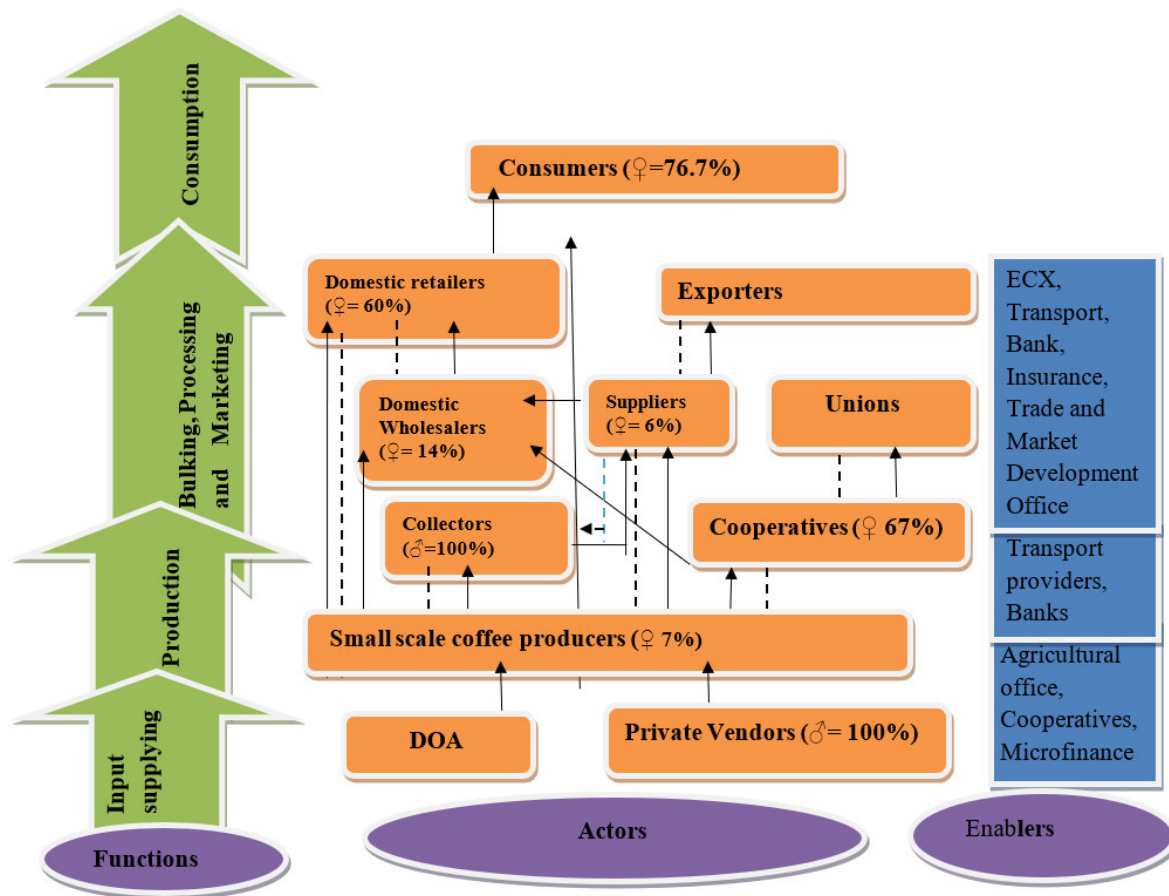 Consumption
Bulking, Processing
and Marketing
Production
Input
supplying
Functions
Consumers (♀=76.7%)
Domestic retailers
(♀= 60%)
Exporters
Domestic
Wholesalers
(♀= 14%)
Suppliers
(♀= 6%)
Unions
Collectors
(♂=100%)
Cooperatives (♀ 67%)
Small scale coffee producers (♀ 7%)
DOA
Private Vendors (♂= 100%)
Actors
ECX,
Transport,
Bank,
Insurance,
Trade and
Market
Development
Office
Transport
providers,
Banks
Agricultural
office,
Cooperatives,
Microfinance
Enablers